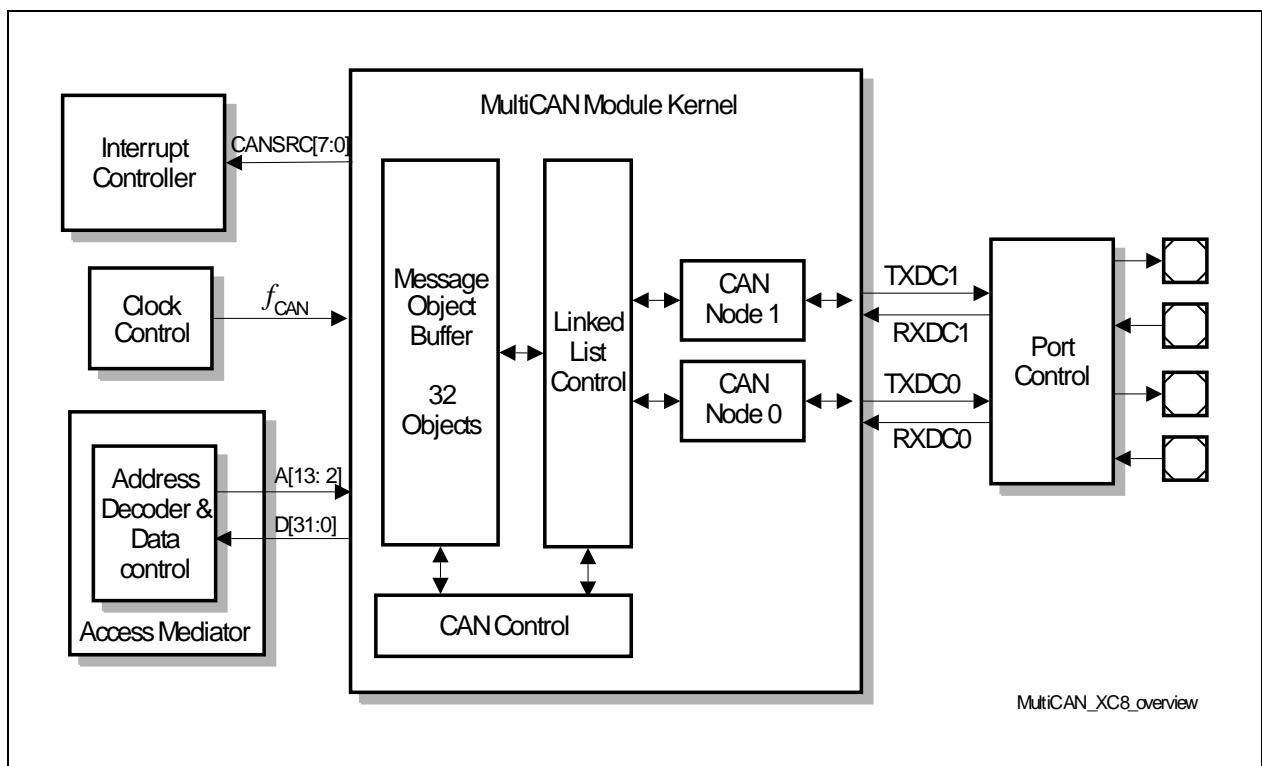 MultiCAN Module Kernel
Interrupt
Controller
CANSRC[7:0]
Clock
Control
fCAN
Address
Decoder &
Data
control
A[13: 2]
D[31:0]
Access Mediator
Message
Object
Buffer
32
Objects
Linked
List
Control
CAN
Node 1
CAN
Node 0
CAN Control
TXDC1
RXDC1
TXDC0
RXDC0
Port
Control
MultiCAN_XC8_overview